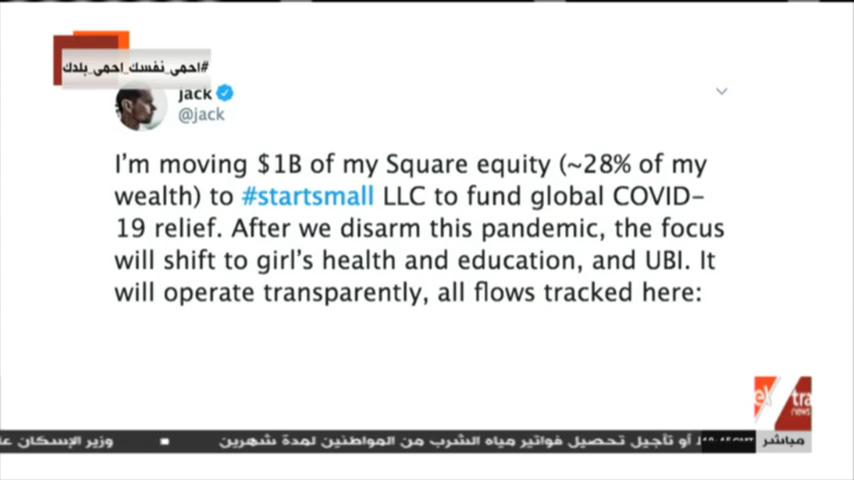 #احمى_نفسك_احمى_بلدك
jack
@jack
I'm moving $1B of my Square equity (~28% of my
wealth) to #startsmall LLC to fund global COVID-
19 relief. After we disarm this pandemic, the focus
will shift to girl's health and education, and UBI. It
will operate transparently, all flows tracked here:
tra
news
مباشر
أو تأجيل تحصيل فواتير مياه الشرب من المواطنين لمدة شهرين ■ وزير الإسكان